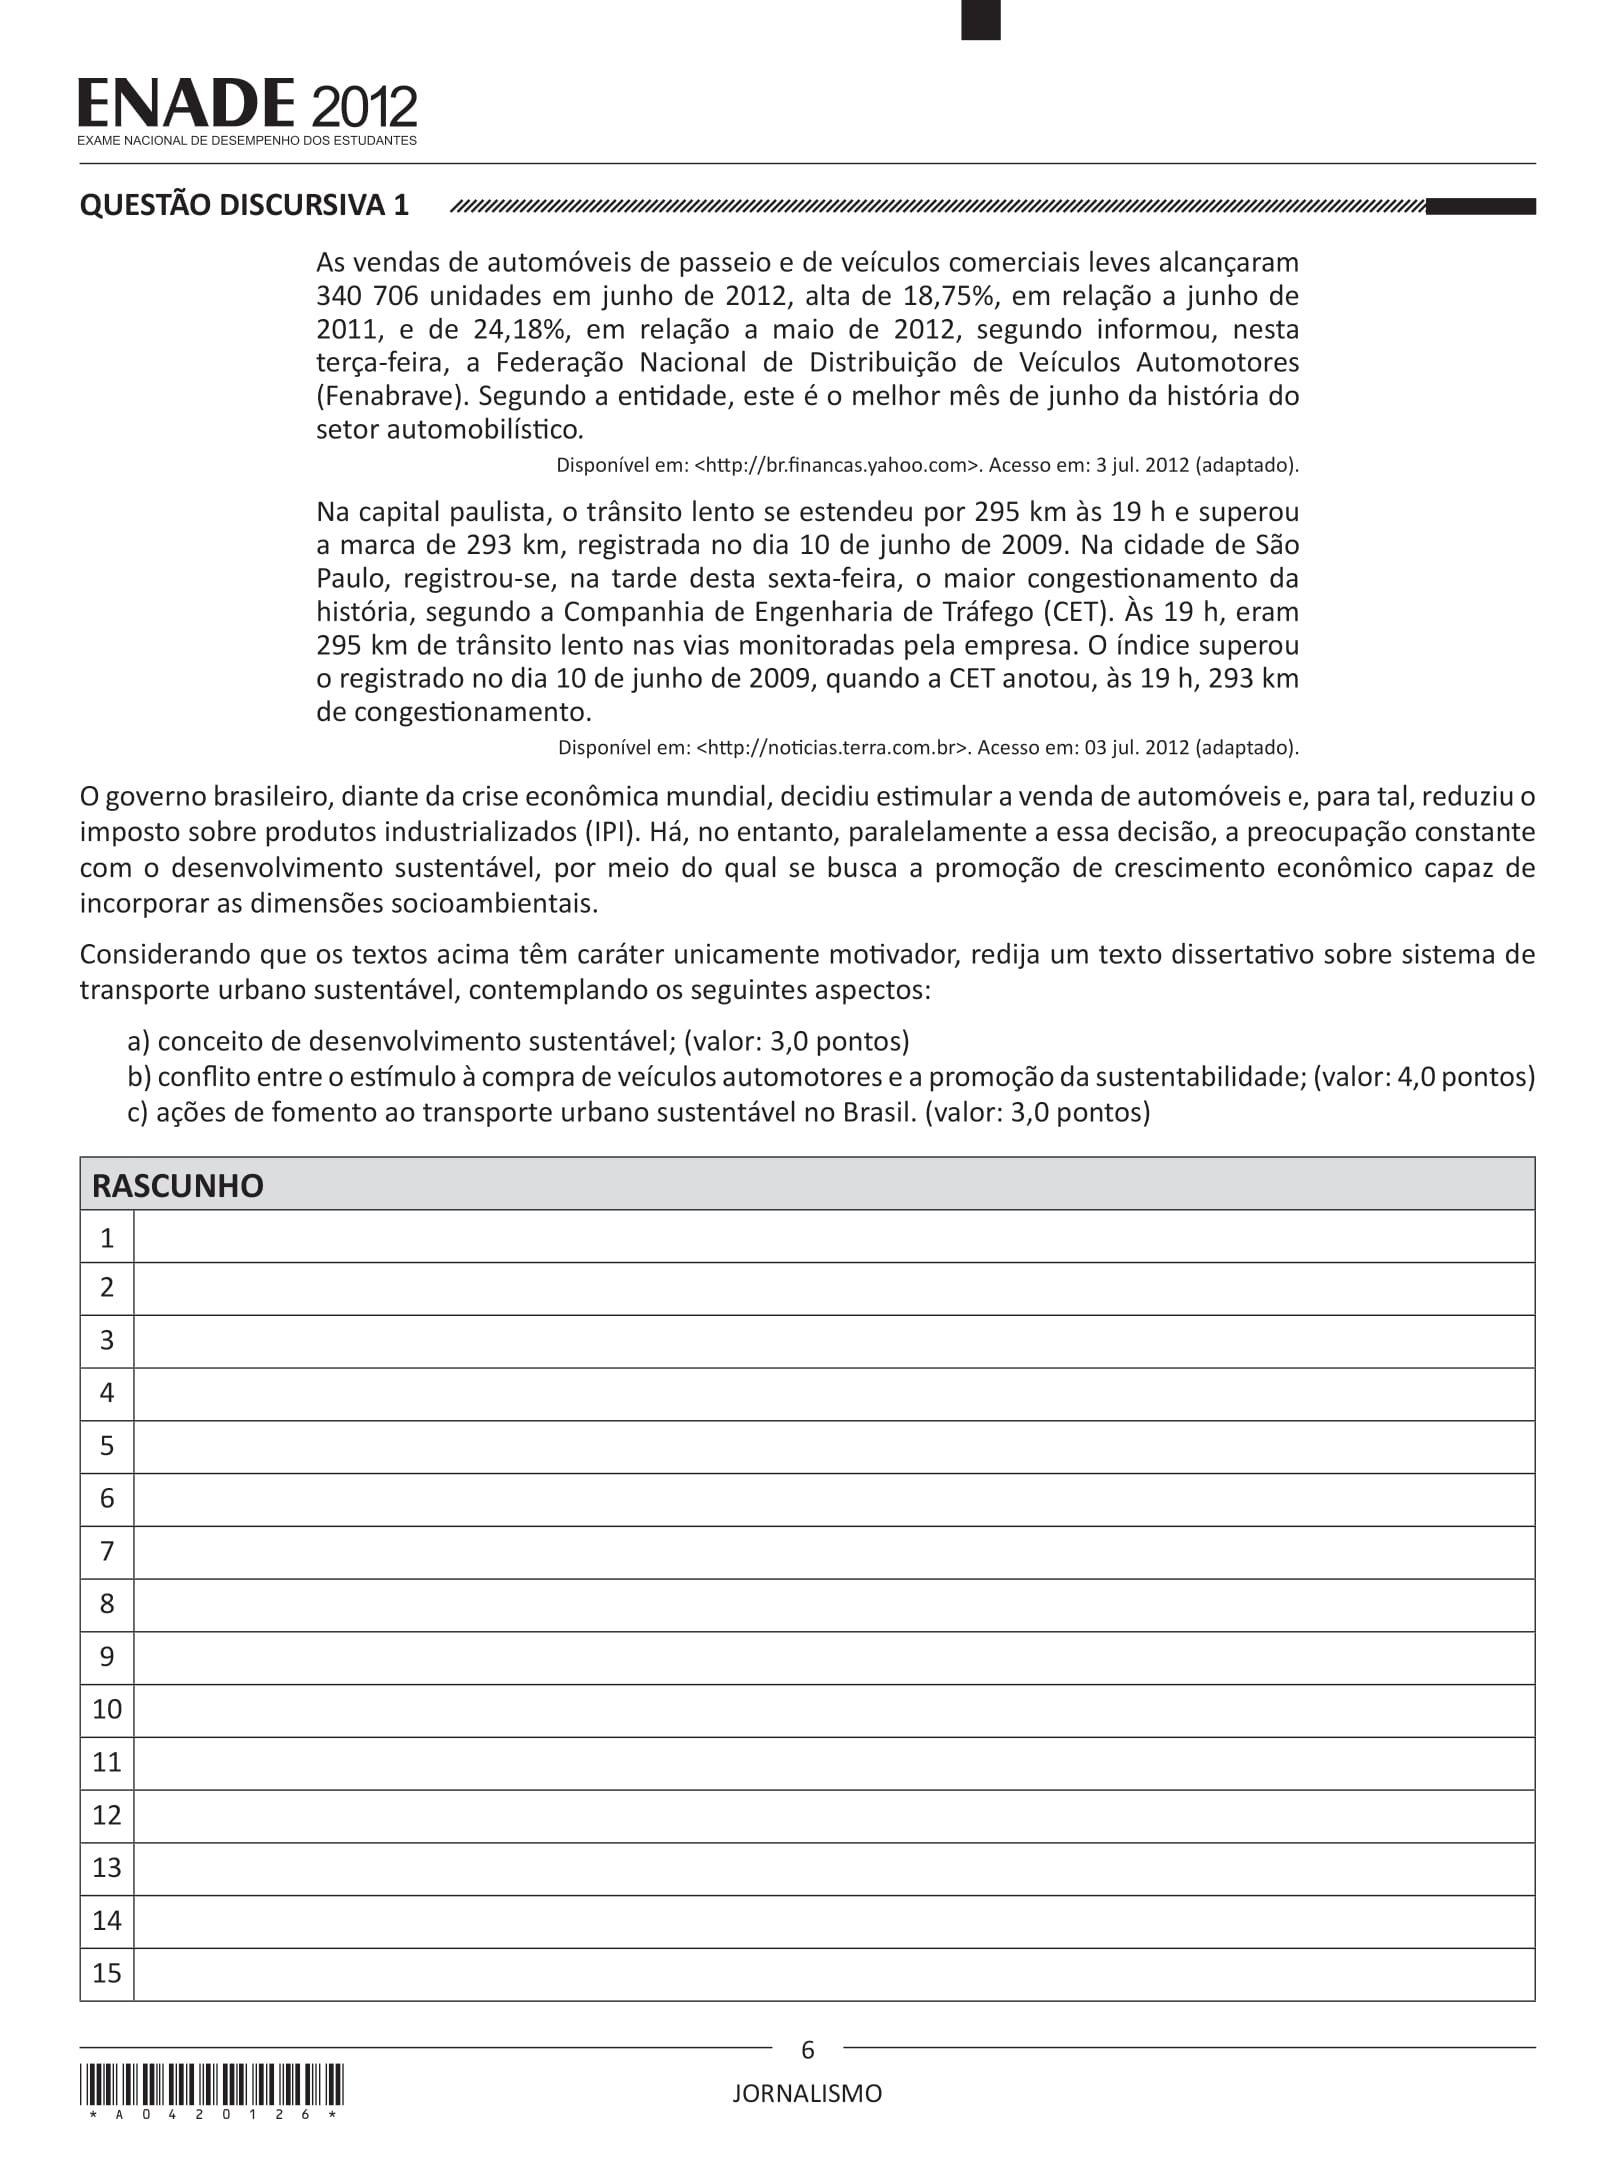 ENADE 2012
EXAME NACIONAL DE DESEMPENHO DOS ESTUDANTES
QUESTÃO DISCURSIVA 1
As vendas de automóveis de passeio e de veículos comerciais leves alcançaram
340 706 unidades em junho de 2012, alta de 18,75%, em relação a junho de
2011, e de 24,18%, em relação a maio de 2012, segundo informou, nesta
terça-feira, a Federação Nacional de Distribuição de Veículos Automotores
(Fenabrave). Segundo a entidade, este é o melhor mês de junho da história do
setor automobilístico.
Disponível em: <http://br.financas.yahoo.com>. Acesso em: 3 jul. 2012 (adaptado).
Na capital paulista, o trânsito lento se estendeu por 295 km às 19 h e superou
a marca de 293 km, registrada no dia 10 de junho de 2009. Na cidade de São
Paulo, registrou-se, na tarde desta sexta-feira, o maior congestionamento da
história, segundo a Companhia de Engenharia de Tráfego (CET). Às 19 h, eram
295 km de trânsito lento nas vias monitoradas pela empresa. O índice superou
o registrado no dia 10 de junho de 2009, quando a CET anotou, às 19 h, 293 km
de congestionamento.
Disponível em: <http://noticias.terra.com.br>. Acesso em: 03 jul. 2012 (adaptado).
O governo brasileiro, diante da crise econômica mundial, decidiu estimular a venda de automóveis e, para tal, reduziu o
imposto sobre produtos industrializados (IPI). Há, no entanto, paralelamente a essa decisão, a preocupação constante
com o desenvolvimento sustentável, por meio do qual se busca a promoção de crescimento econômico capaz de
incorporar as dimensões socioambientais.
Considerando que os textos acima têm caráter unicamente motivador, redija um texto dissertativo sobre sistema de
transporte urbano sustentável, contemplando os seguintes aspectos:
a) conceito de desenvolvimento sustentável; (valor: 3,0 pontos)
b) conflito entre o estímulo à compra de veículos automotores e a promoção da sustentabilidade; (valor: 4,0 pontos)
c) ações de fomento ao transporte urbano sustentável no Brasil. (valor: 3,0 pontos)
RASCUNHO
1
2
3
4
5
6
7
8
9
10
11
12
13
14
15
6
JORNALISMO
*A0420126*